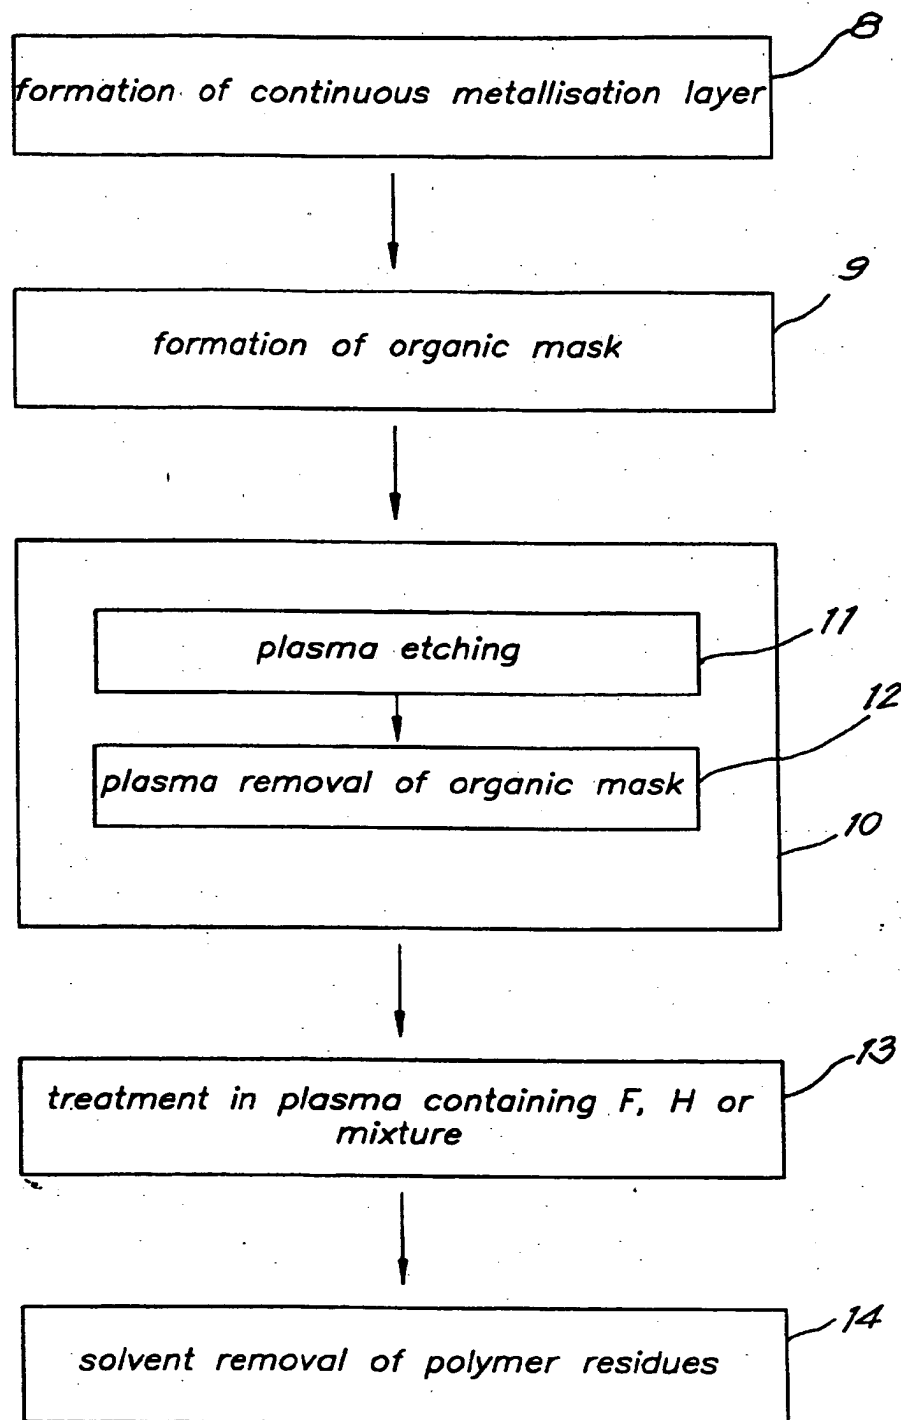 8
formation of continuous metallisation layer
9
formation of organic mask
11
plasma etching
12
plasma removal of organic mask
10
13
treatment in plasma containing F, H or
mixture
14
solvent removal of polymer residues